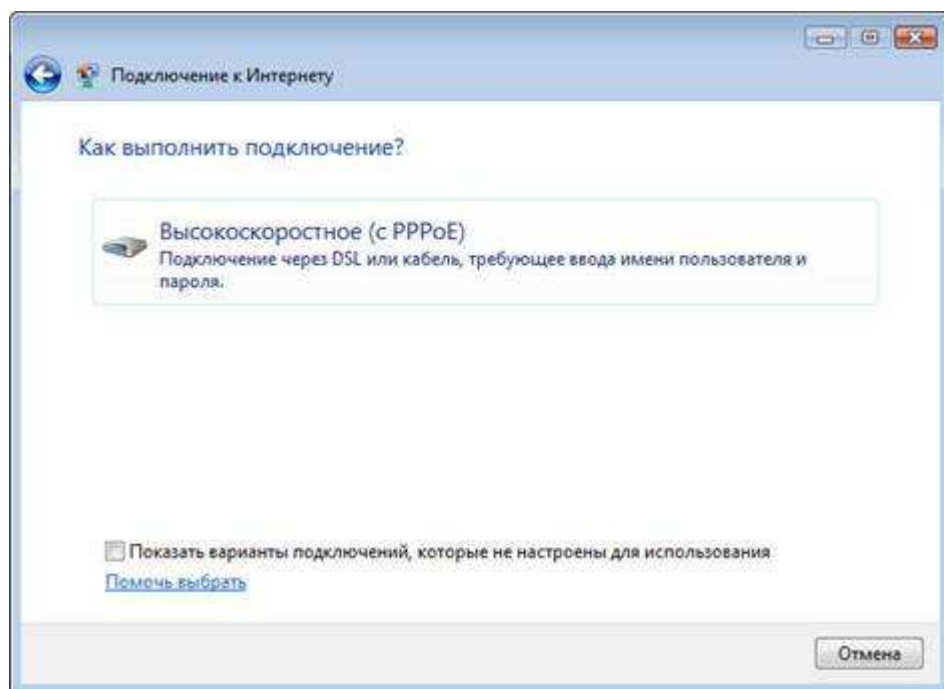 Подключение к Интернету
Как выполнить подключение?
Высокоскоростное (с PPPoE)
Подключение через DSL или кабель, требующее ввода имени пользователя и
пароля.
Показать варианты подключений, которые не настроены для использования
Помочь выбрать
Отмена